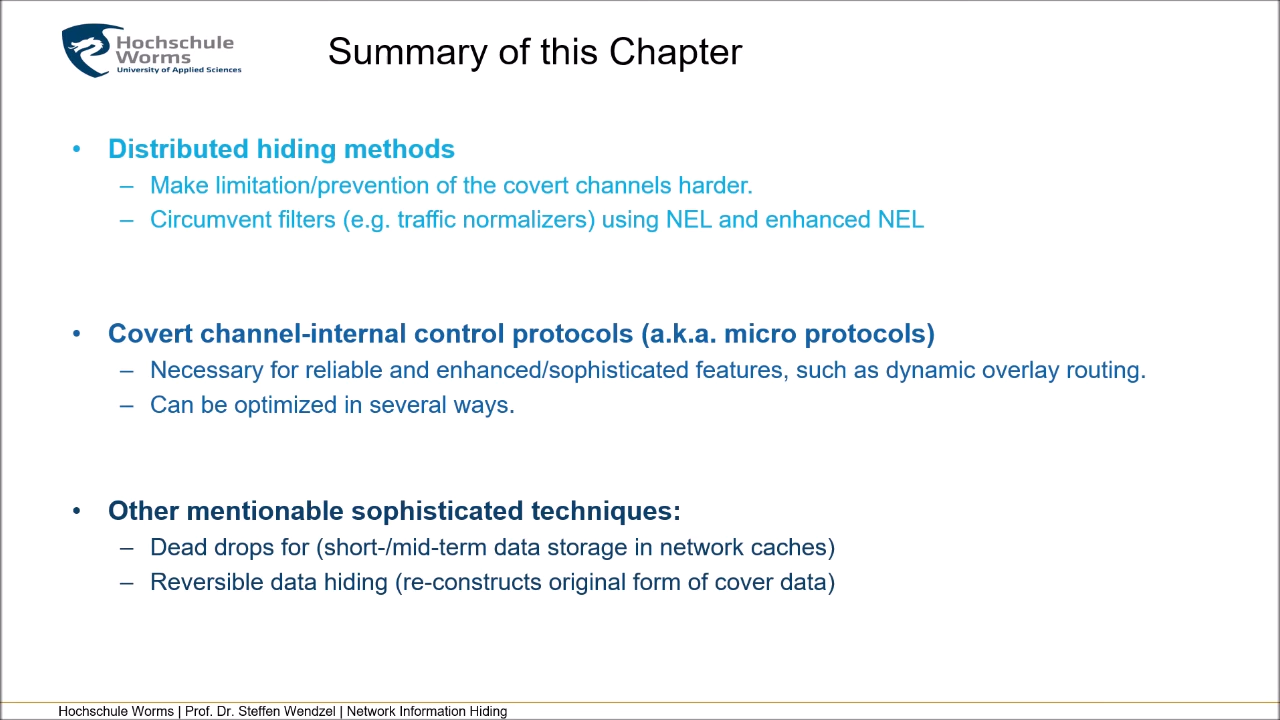 Hochschule
Worms
University of Applied Sciences
Summary of this Chapter
• Distributed hiding methods
– Make limitation/prevention of the covert channels harder.
– Circumvent filters (e.g. traffic normalizers) using NEL and enhanced NEL
• Covert channel-internal control protocols (a.k.a. micro protocols)
– Necessary for reliable and enhanced/sophisticated features, such as dynamic overlay routing.
– Can be optimized in several ways.
• Other mentionable sophisticated techniques:
– Dead drops for (short-/mid-term data storage in network caches)
– Reversible data hiding (re-constructs original form of cover data)
Hochschule Worms | Prof. Dr. Steffen Wendzel | Network Information Hiding